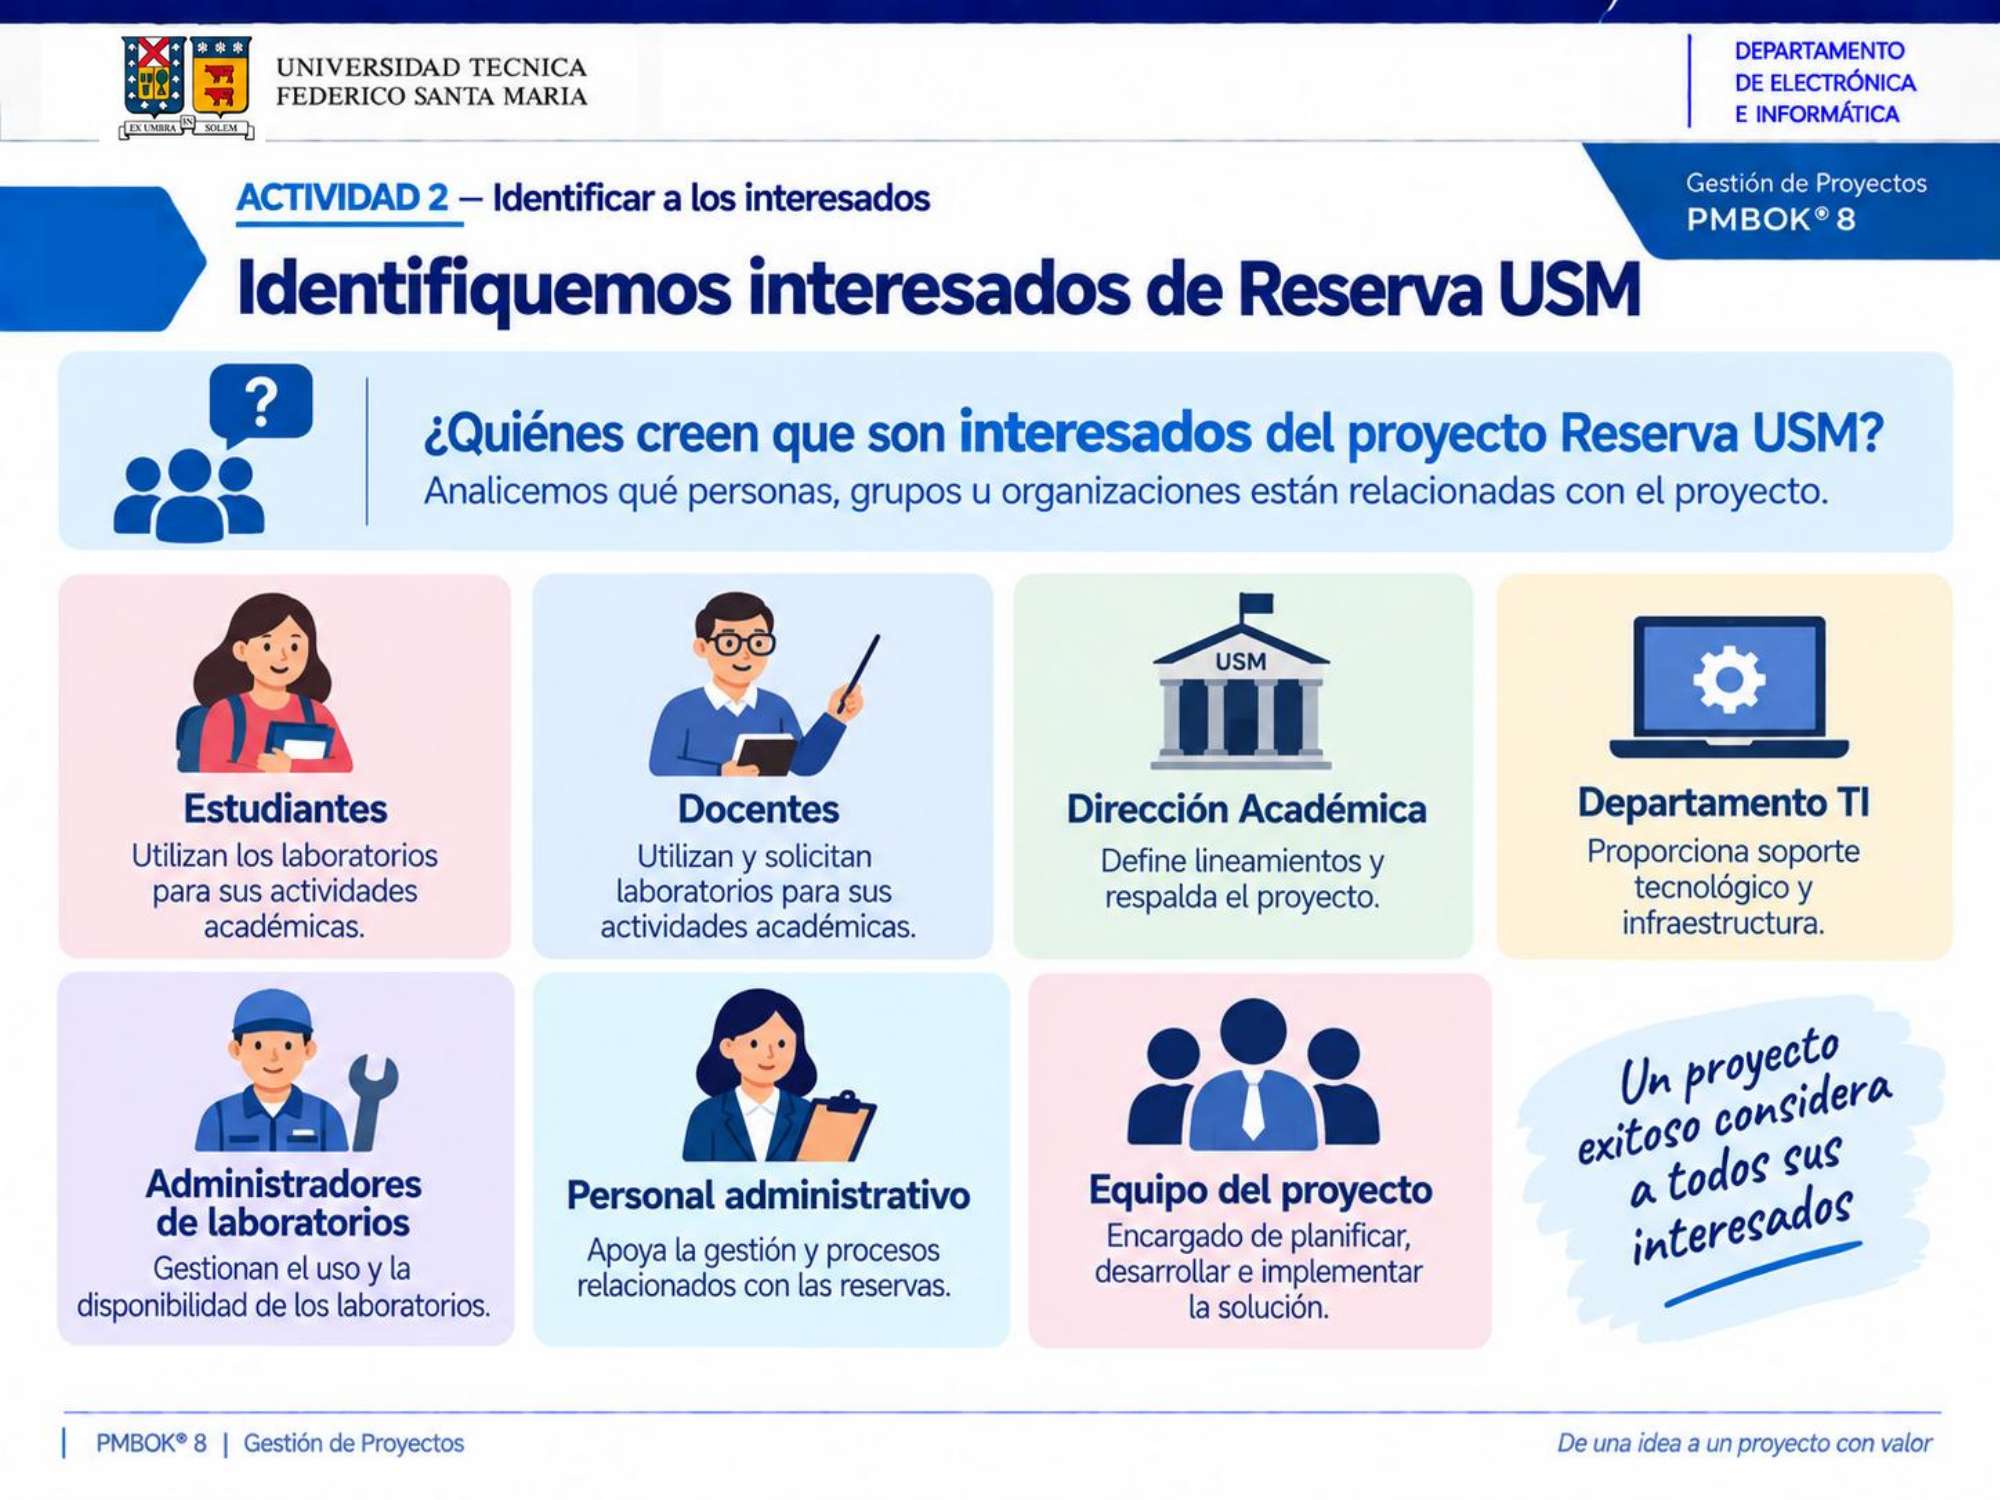 UNIVERSIDAD TECNICA
FEDERICO SANTA MARIA
EX UMBRA IN SOLEM
DEPARTAMENTO
DE ELECTRÓNICA
E INFORMÁTICA
Gestión de Proyectos
PMBOK® 8
ACTIVIDAD 2 – Identificar a los interesados
Identifiquemos interesados de Reserva USM
?
¿Quiénes creen que son interesados del proyecto Reserva USM?
Analicemos qué personas, grupos u organizaciones están relacionadas con el proyecto.
Estudiantes
Utilizan los laboratorios
para sus actividades
académicas.
Docentes
Utilizan y solicitan
laboratorios para sus
actividades académicas.
USM
Dirección Académica
Define lineamientos y
respalda el proyecto.
Departamento TI
Proporciona soporte
tecnológico y
infraestructura.
Administradores
de laboratorios
Gestionan el uso y la
disponibilidad de los laboratorios.
Personal administrativo
Apoya la gestión y procesos
relacionados con las reservas.
Equipo del proyecto
Encargado de planificar,
desarrollar e implementar
la solución.
Un proyecto
exitoso considera
a todos sus
interesados
PMBOK® 8 | Gestión de Proyectos
De una idea a un proyecto con valor